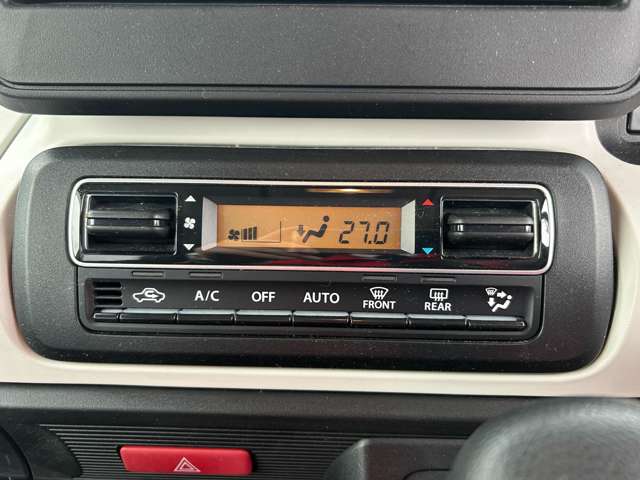 27.0
A/C OFF AUTO FRONT REAR